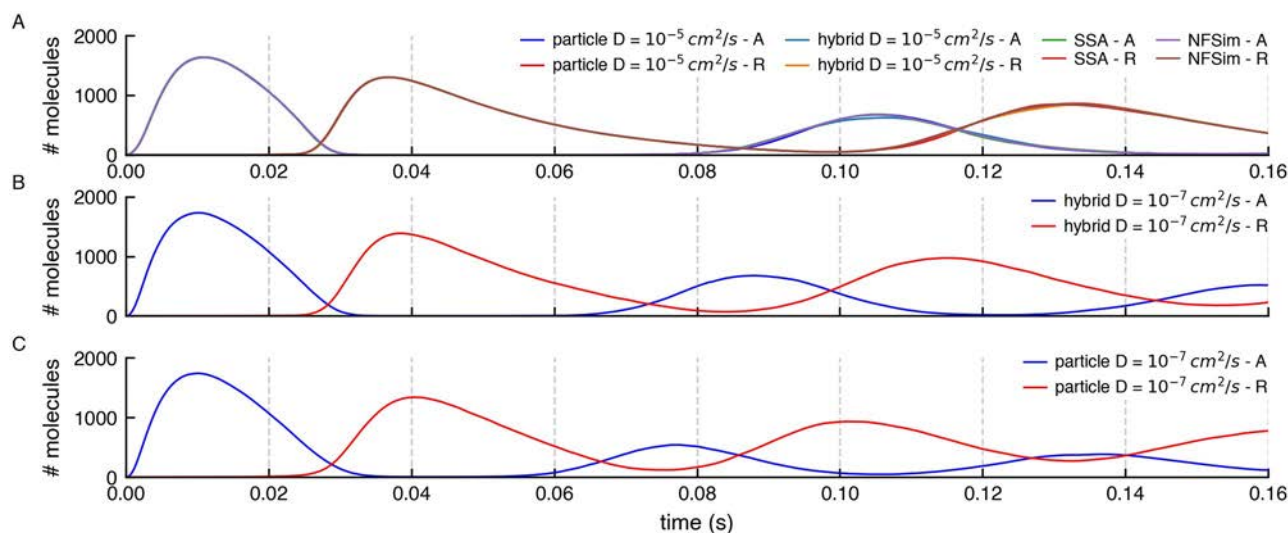 A
2000
1000
0
# molecules
particle D = 10⁻⁵ cm²/s - A
particle D = 10⁻⁵ cm²/s - R
hybrid D = 10⁻⁵ cm²/s - A
hybrid D = 10⁻⁵ cm²/s - R
SSA - A
SSA - R
NFSim - A
NFSim - R
0.00 0.02 0.04 0.06 0.08 0.10 0.12 0.14 0.16
B
2000
1000
0
# molecules
hybrid D = 10⁻⁷ cm²/s - A
hybrid D = 10⁻⁷ cm²/s - R
0.00 0.02 0.04 0.06 0.08 0.10 0.12 0.14 0.16
C
2000
1000
0
# molecules
particle D = 10⁻⁷ cm²/s - A
particle D = 10⁻⁷ cm²/s - R
0.00 0.02 0.04 0.06 0.08 0.10 0.12 0.14 0.16
time (s)